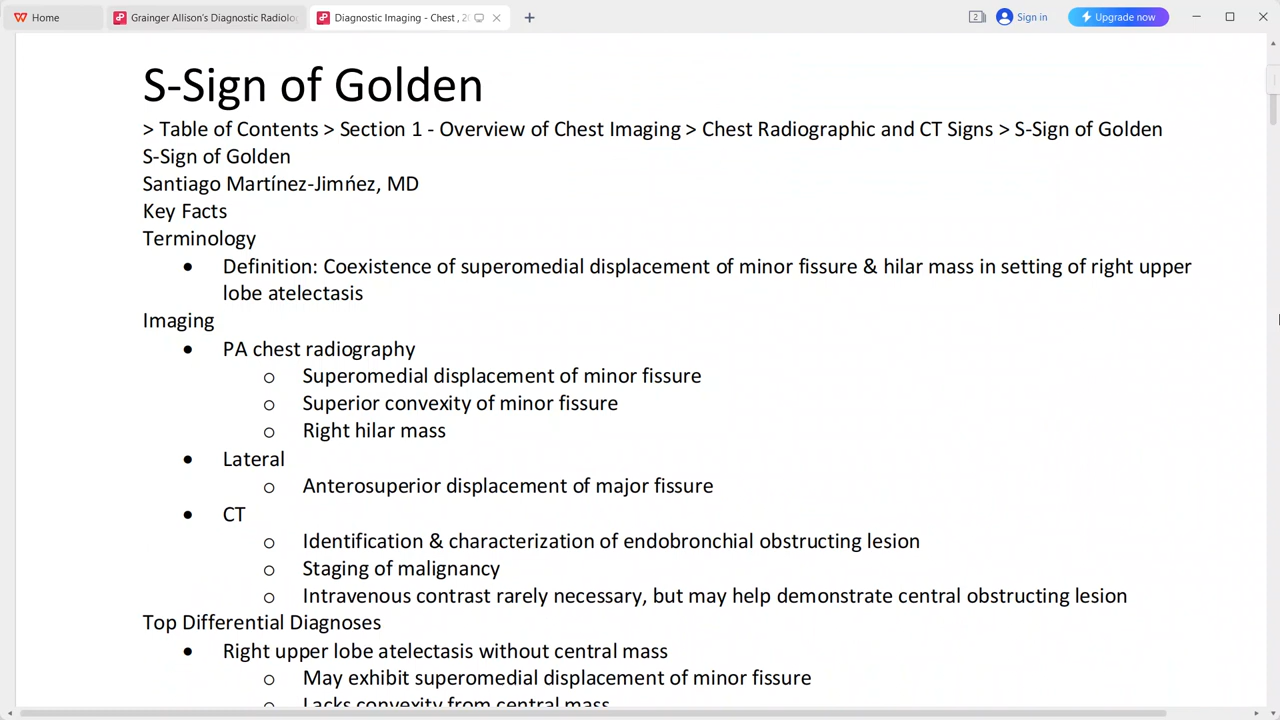 Home
Grainger Allison's Diagnostic Radiolo
Diagnostic Imaging - Chest , 20
2
Sign in
Upgrade now
S-Sign of Golden
> Table of Contents > Section 1 - Overview of Chest Imaging > Chest Radiographic and CT Signs > S-Sign of Golden
S-Sign of Golden
Santiago Martínez-Jimńez, MD
Key Facts
Terminology
• Definition: Coexistence of superomedial displacement of minor fissure & hilar mass in setting of right upper
lobe atelectasis
Imaging
• PA chest radiography
o Superomedial displacement of minor fissure
o Superior convexity of minor fissure
o Right hilar mass
• Lateral
o Anterosuperior displacement of major fissure
• CT
o Identification & characterization of endobronchial obstructing lesion
o Staging of malignancy
o Intravenous contrast rarely necessary, but may help demonstrate central obstructing lesion
Top Differential Diagnoses
• Right upper lobe atelectasis without central mass
o May exhibit superomedial displacement of minor fissure
o Lacks convexity from central mass